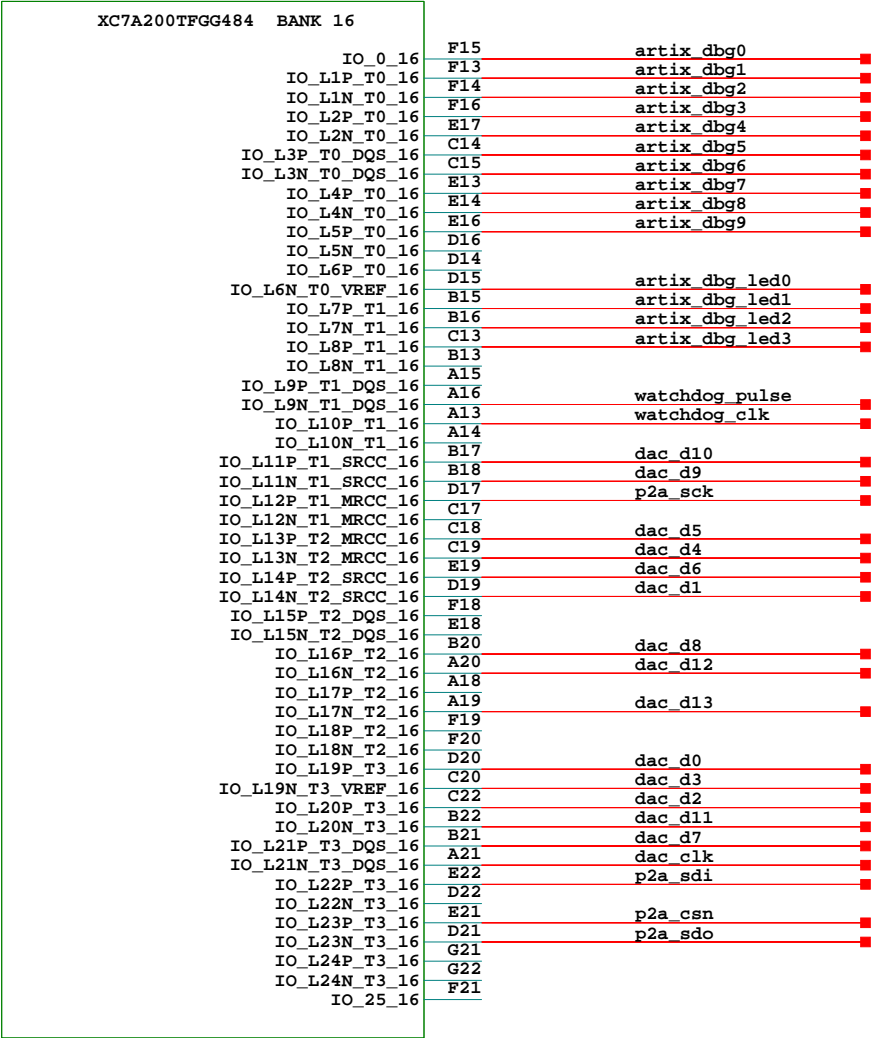 XC7A200TFGG484 BANK 16
IO_0_16 F15 artix_dbg0
IO_L1P_T0_16 F13 artix_dbg1
IO_L1N_T0_16 F14 artix_dbg2
IO_L2P_T0_16 F16 artix_dbg3
IO_L2N_T0_16 E17 artix_dbg4
IO_L3P_T0_DQS_16 C14 artix_dbg5
IO_L3N_T0_DQS_16 C15 artix_dbg6
IO_L4P_T0_16 E13 artix_dbg7
IO_L4N_T0_16 E14 artix_dbg8
IO_L5P_T0_16 E16 artix_dbg9
IO_L5N_T0_16 D16
IO_L6P_T0_16 D14
IO_L6N_T0_VREF_16 D15 artix_dbg_led0
IO_L7P_T1_16 B15 artix_dbg_led1
IO_L7N_T1_16 B16 artix_dbg_led2
IO_L8P_T1_16 C13 artix_dbg_led3
IO_L8N_T1_16 B13
IO_L9P_T1_DQS_16 A15
IO_L9N_T1_DQS_16 A16 watchdog_pulse
IO_L10P_T1_16 A13 watchdog_clk
IO_L10N_T1_16 A14
IO_L11P_T1_SRCC_16 B17 dac_d10
IO_L11N_T1_SRCC_16 B18 dac_d9
IO_L12P_T1_MRCC_16 D17 p2a_sck
IO_L12N_T1_MRCC_16 C17
IO_L13P_T2_MRCC_16 C18 dac_d5
IO_L13N_T2_MRCC_16 C19 dac_d4
IO_L14P_T2_SRCC_16 E19 dac_d6
IO_L14N_T2_SRCC_16 D19 dac_d1
IO_L15P_T2_DQS_16 F18
IO_L15N_T2_DQS_16 E18
IO_L16P_T2_16 B20 dac_d8
IO_L16N_T2_16 A20 dac_d12
IO_L17P_T2_16 A18
IO_L17N_T2_16 A19 dac_d13
IO_L18P_T2_16 F19
IO_L18N_T2_16 F20
IO_L19P_T3_16 D20 dac_d0
IO_L19N_T3_VREF_16 C20 dac_d3
IO_L20P_T3_16 C22 dac_d2
IO_L20N_T3_16 B22 dac_d11
IO_L21P_T3_DQS_16 B21 dac_d7
IO_L21N_T3_DQS_16 A21 dac_clk
IO_L22P_T3_16 E22 p2a_sdi
IO_L22N_T3_16 D22
IO_L23P_T3_16 E21 p2a_csn
IO_L23N_T3_16 D21 p2a_sdo
IO_L24P_T3_16 G21
IO_L24N_T3_16 G22
IO_25_16 F21